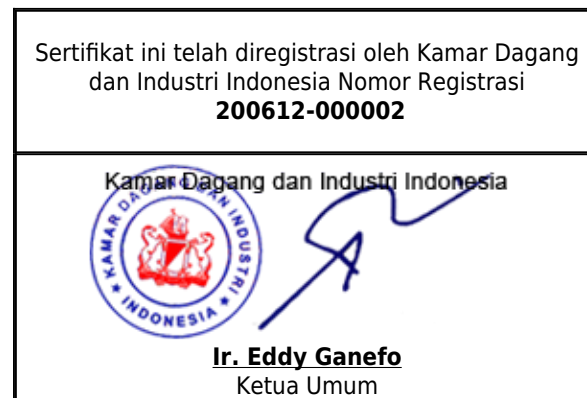 Sertifikat ini telah diregistrasi oleh Kamar Dagang
dan Industri Indonesia Nomor Registrasi
200612-000002
Kamar Dagang dan Industri Indonesia
KAMAR DAGANG DAN INDUSTRI
INDONESIA
Ir. Eddy Ganefo
Ketua Umum